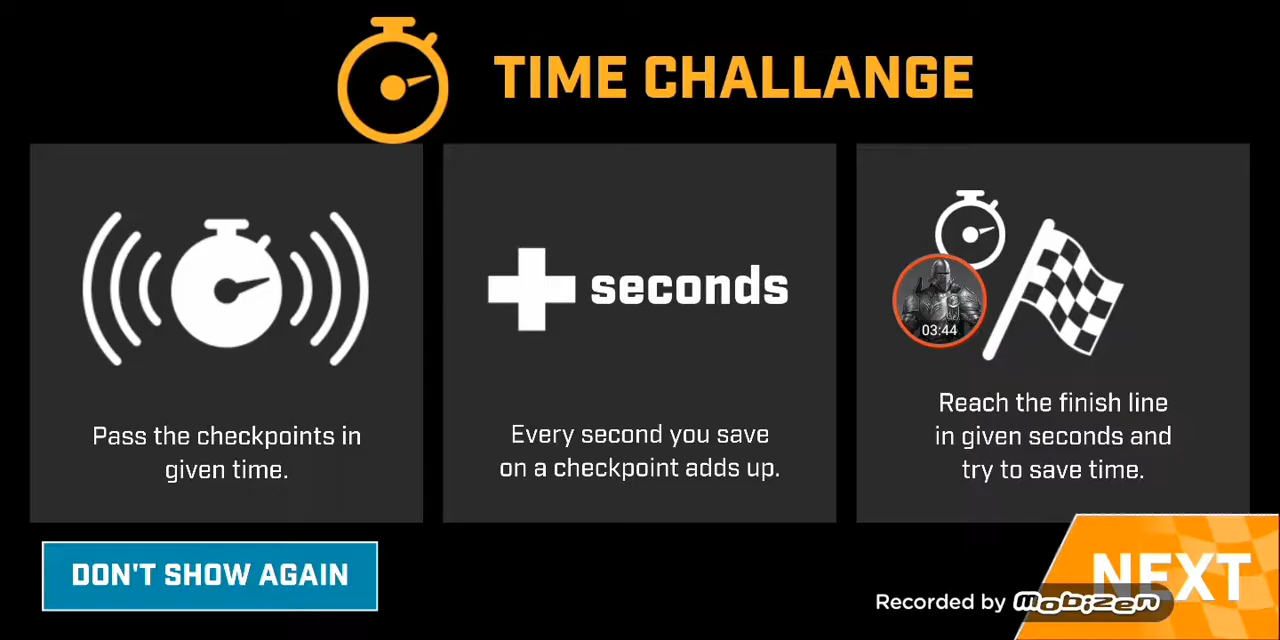 TIME CHALLANGE
seconds
03:44
Pass the checkpoints in
given time.
Every second you save
on a checkpoint adds up.
Reach the finish line
in given seconds and
try to save time.
DON'T SHOW AGAIN
NEXT
Recorded by Mobizen